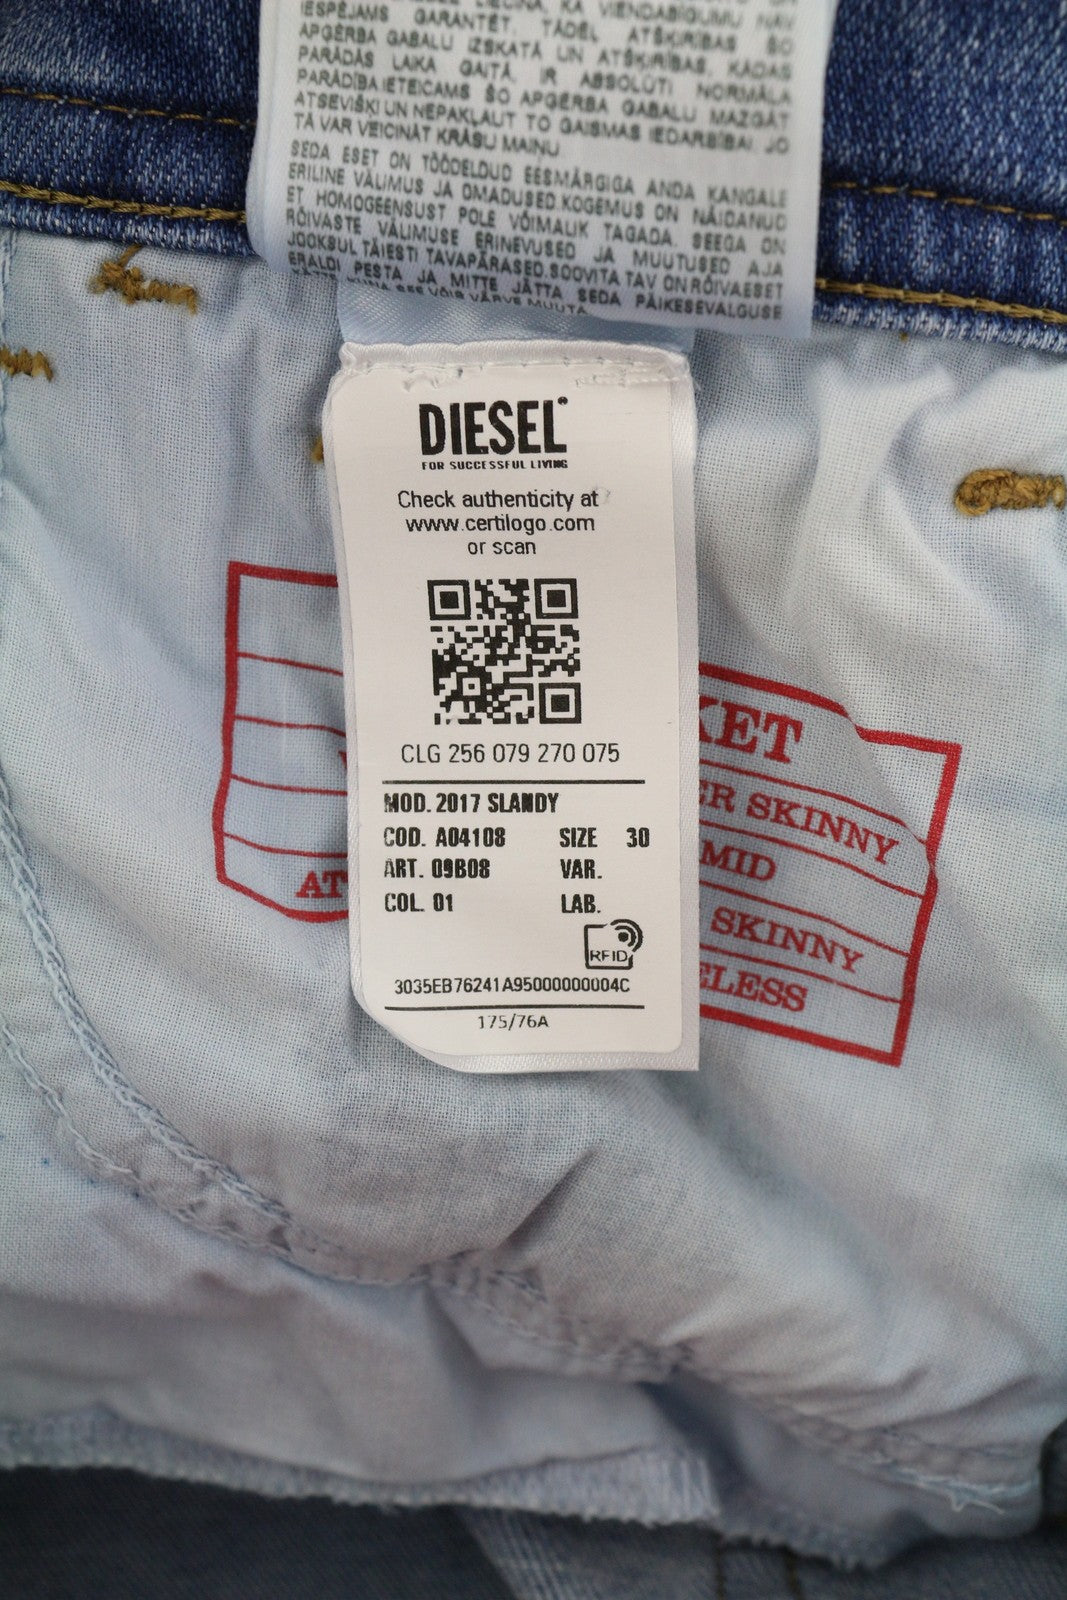 IESPĒJAMS GARANTĒT. TĀDĒL ATŠĶIRĪBAS ŠO
APĢĒRBA GABALU IZSKATĀ UN ATŠĶIRĪBAS, KADAS
PARĀDĀS LAIKA GAITĀ, IR ABSOLŪTI NORMĀLA
PARĀDĪBA.IETEICAMS ŠO APĢĒRBA GABALU MAZGĀT
ATSEVIŠĶI UN NEPAKĻAUT TO GAISMAS IEDARBĪBAI. JO
TĀ VAR VEICINĀT KRĀSU MAIŅU.
SEDA ESET ON TÖÖDELDUD EESMÄRGIGA ANDA KANGALE
ERILINE VÄLIMUS JA OMADUSED.KOGEMUS ON NÄIDANUD
ET HOMOGEENSUST POLE VÕIMALIK TAGADA. SEEGA ON
RÕIVASTE VÄLIMUSE ERINEVUSED JA MUUTUSED AJA
JOOKSUL TÄIESTI TAVAPÄRASED.SOOVITATAV ON RÕIVAESET
ERALDI PESTA JA MITTE JÄTTA SEDA PÄIKESEVALGUSE
DIESEL
FOR SUCCESSFUL LIVING
Check authenticity at
www.certilogo.com
or scan
CLG 256 079 270 075
MOD. 2017 SLANDY
COD. A04108 SIZE 30
ART. 09B08 VAR.
COL. 01 LAB.
RFID
3035EB76241A95000000004C
175/76A
KET
ER SKINNY
MID
SKINNY
AT
ELESS